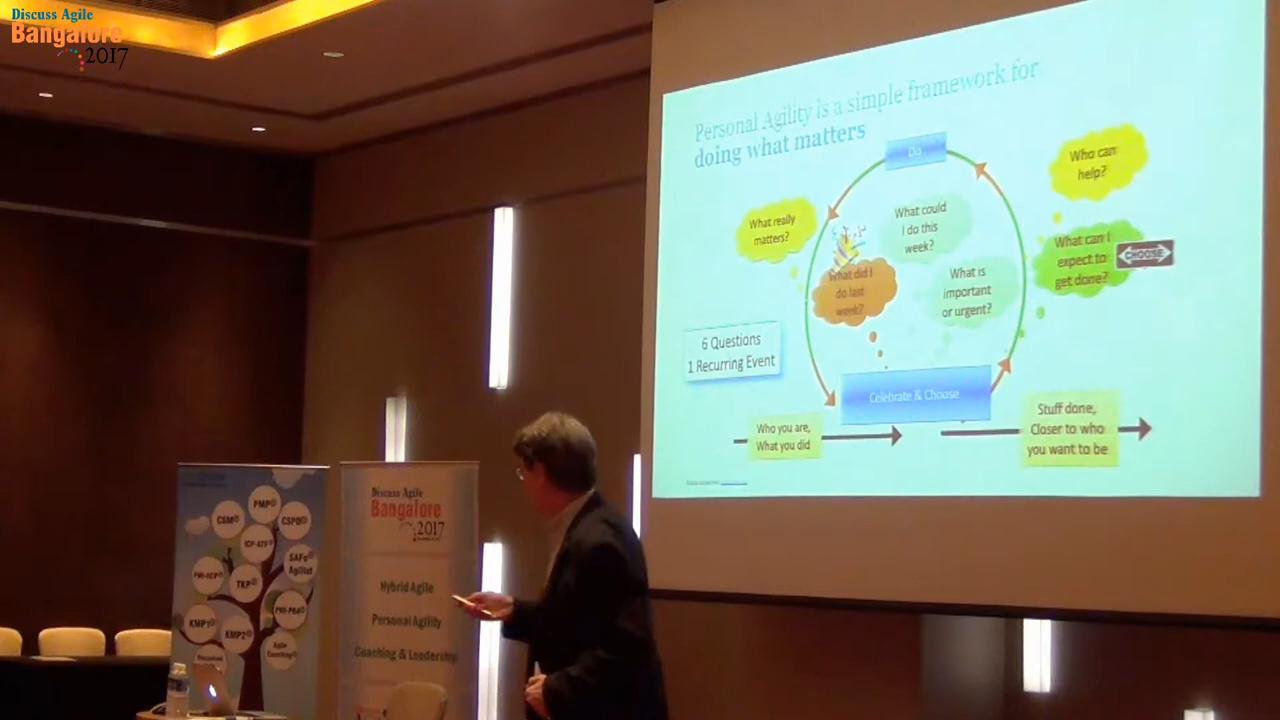 Discuss Agile
Bangalore
2017
Personal Agility is a simple framework for
doing what matters
Do
Who can
help?
What really
matters?
What could
I do this
week?
What can I
expect to
get done?
CHOOSE
What did I
do last
week?
What is
important
or urgent?
6 Questions
1 Recurring Event
Celebrate & Choose
Who you are,
What you did
Stuff done,
Closer to who
you want to be
PMP®
CSM®
CSPO®
ICP-ATF®
SAFe®
Agilist
PMI-ACP®
TKP®
PMI-PBA®
KMP1®
KMP2®
Agile
Coaching®
Discuss Agile
Bangalore
2017
Hybrid Agile
Personal Agility
Coaching & Leadership